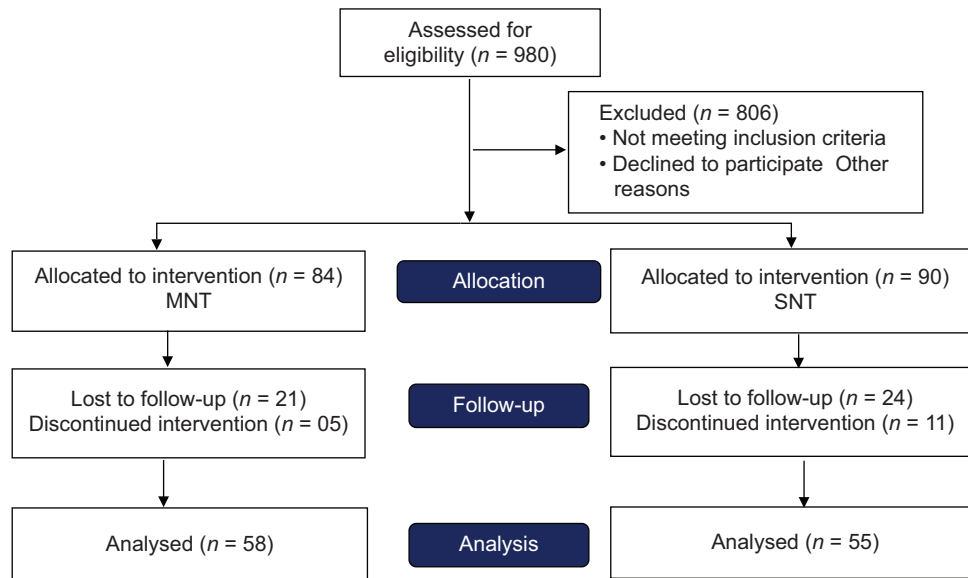 Assessed for
eligibility (n = 980)
Excluded (n = 806)
• Not meeting inclusion criteria
• Declined to participate  Other
reasons
Allocated to intervention (n = 84)
MNT
Allocation
Allocated to intervention (n = 90)
SNT
Lost to follow-up (n = 21)
Discontinued intervention (n = 05)
Follow-up
Lost to follow-up (n = 24)
Discontinued intervention (n = 11)
Analysed (n = 58)
Analysis
Analysed (n = 55)